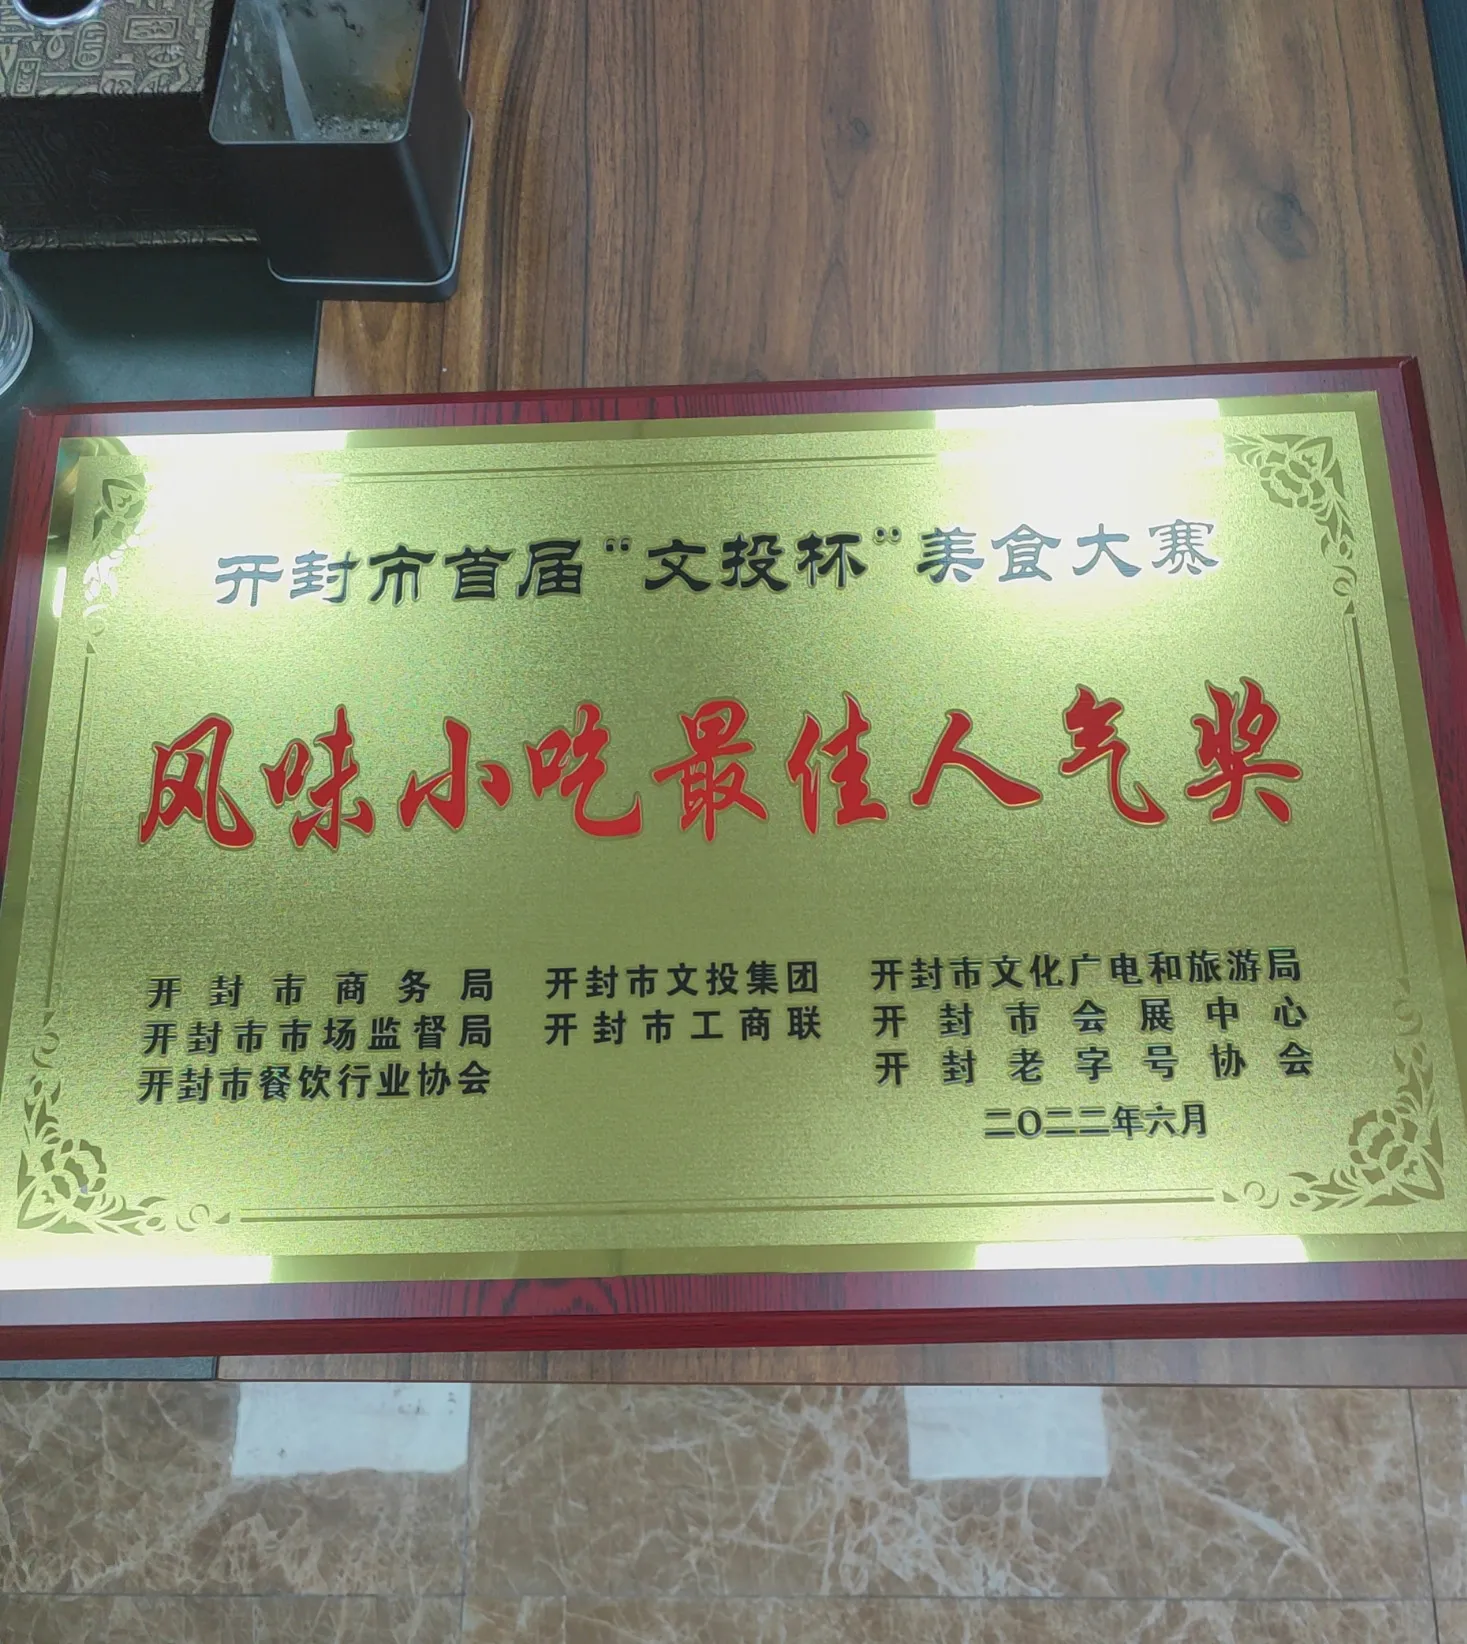 开封市首届“文投杯”美食大赛
风味小吃最佳人气奖
开封市商务局 开封市文投集团 开封市文化广电和旅游局
开封市市场监督局 开封市工商联 开封市会展中心
开封市餐饮行业协会 开封老字号协会
二〇二二年六月